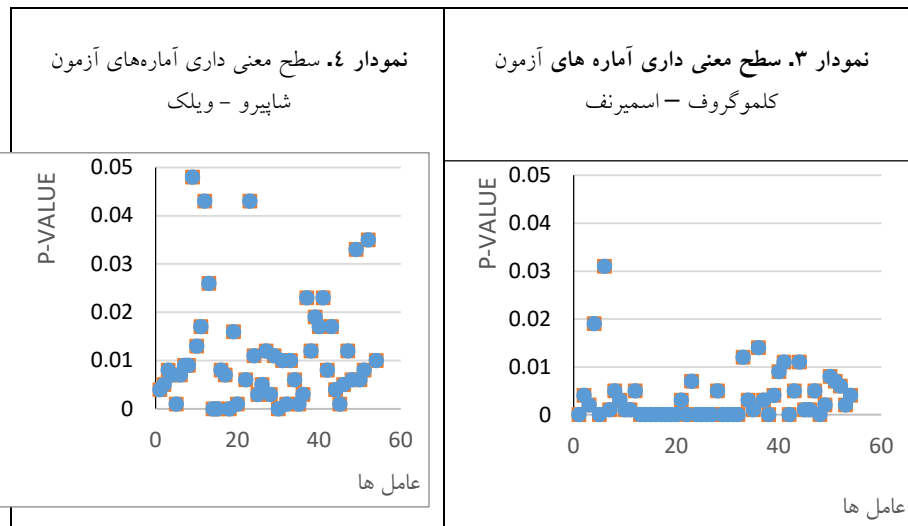 نمودار ۳. سطح معنی داری آماره های آزمون
کلموگروف – اسمیرنف
P-VALUE
0.05
0.04
0.03
0.02
0.01
0
0 20 40 60
عامل ها
نمودار ٤. سطح معنی داری آماره‌های آزمون
شاپیرو - ویلک
P-VALUE
0.05
0.04
0.03
0.02
0.01
0
0 20 40 60
عامل ها